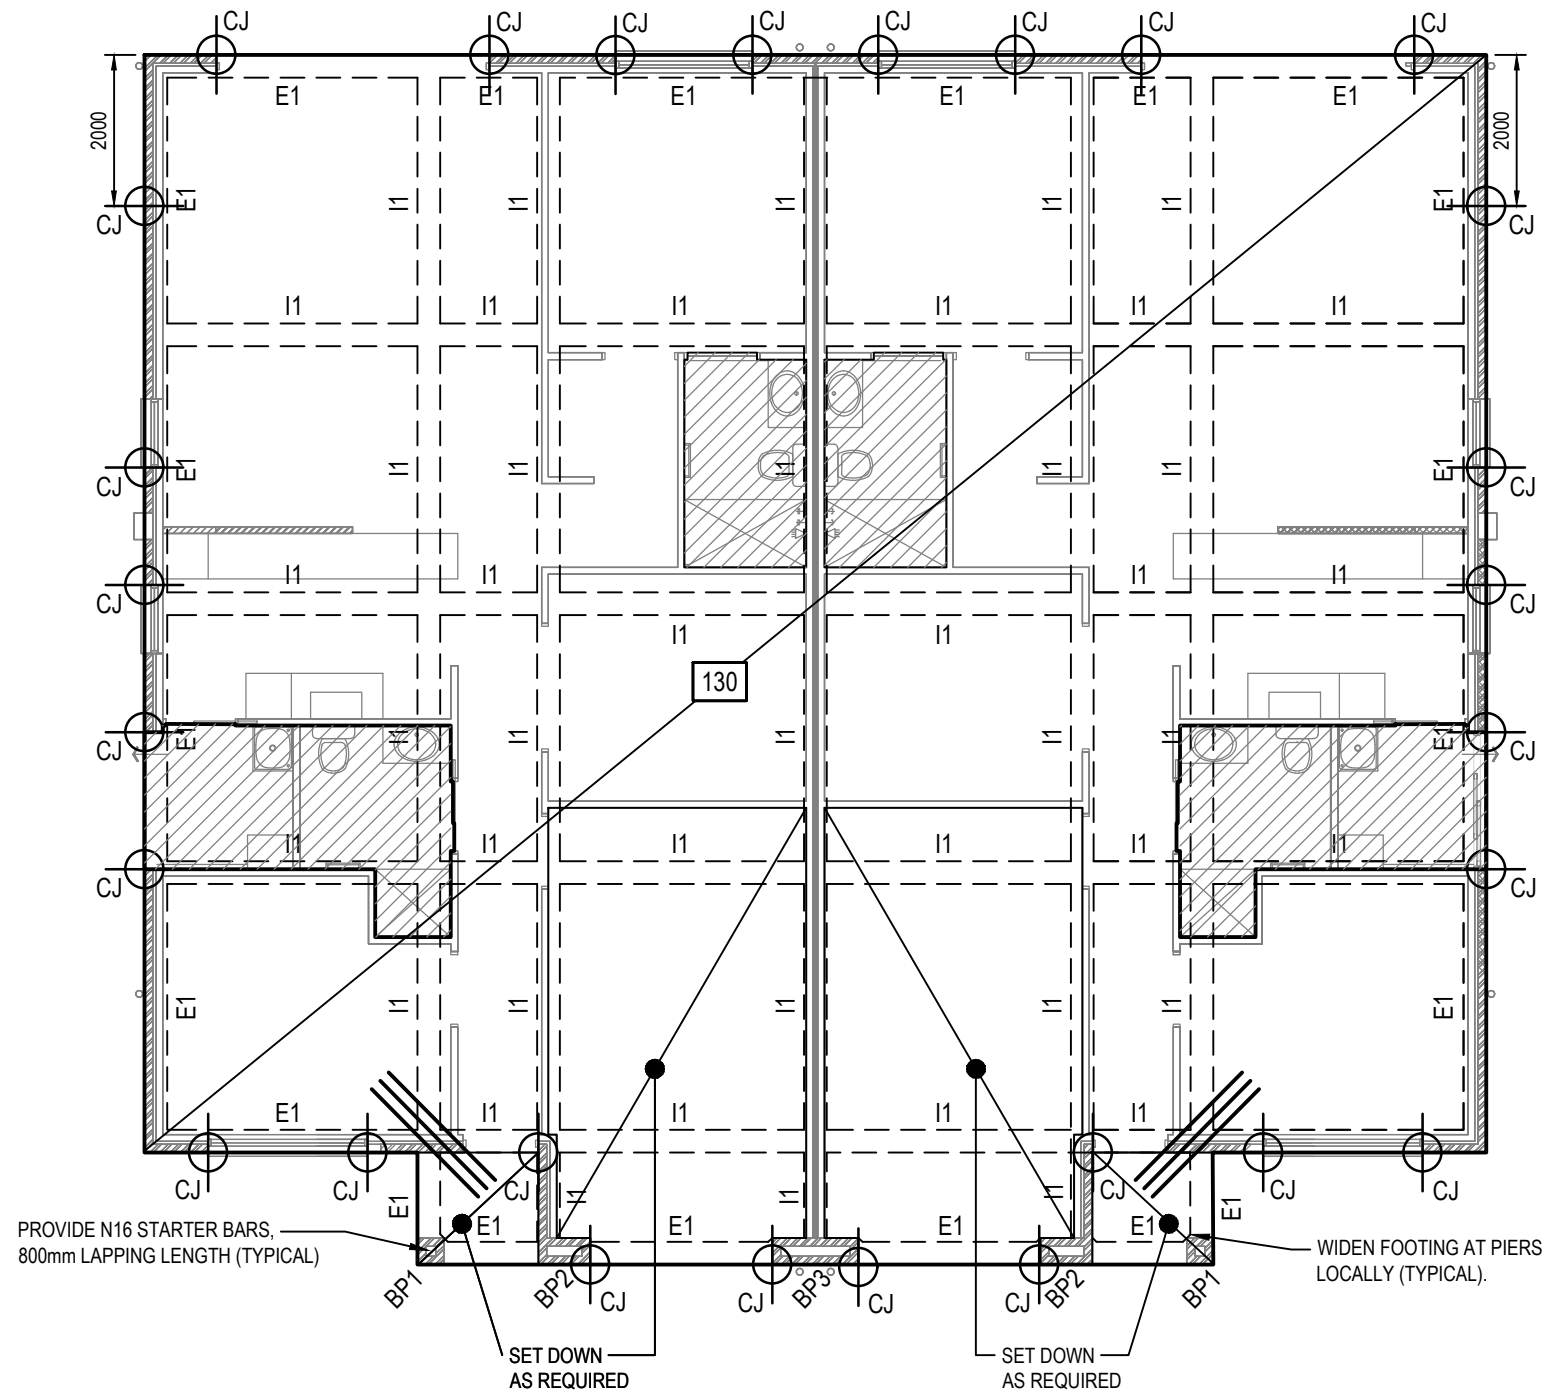 CJ CJ CJ CJ CJ CJ CJ CJ
2000 2000
E1 E1 E1 E1 E1 E1
E1 I1 I1 I1 I1 I1 E1
CJ CJ
I1 I1 I1 I1 I1 I1
E1 I1 I1 I1 I1 I1 E1
CJ CJ
I1 I1 I1 I1
CJ CJ
I1 I1
130
E1 I1 I1 I1 I1 I1 E1
CJ CJ
I1 I1 I1 I1 I1 I1
CJ CJ
E1 I1 I1 I1 I1 I1 E1
E1 I1 I1 I1 I1
CJ CJ CJ CJ CJ CJ
E1 I1 I1 I1 E1
E1 E1 E1 E1
PROVIDE N16 STARTER BARS,
800mm LAPPING LENGTH (TYPICAL)
WIDEN FOOTING AT PIERS
LOCALLY (TYPICAL).
BP1 BP2 BP3 BP2 BP1
CJ CJ CJ CJ
SET DOWN
AS REQUIRED
SET DOWN
AS REQUIRED